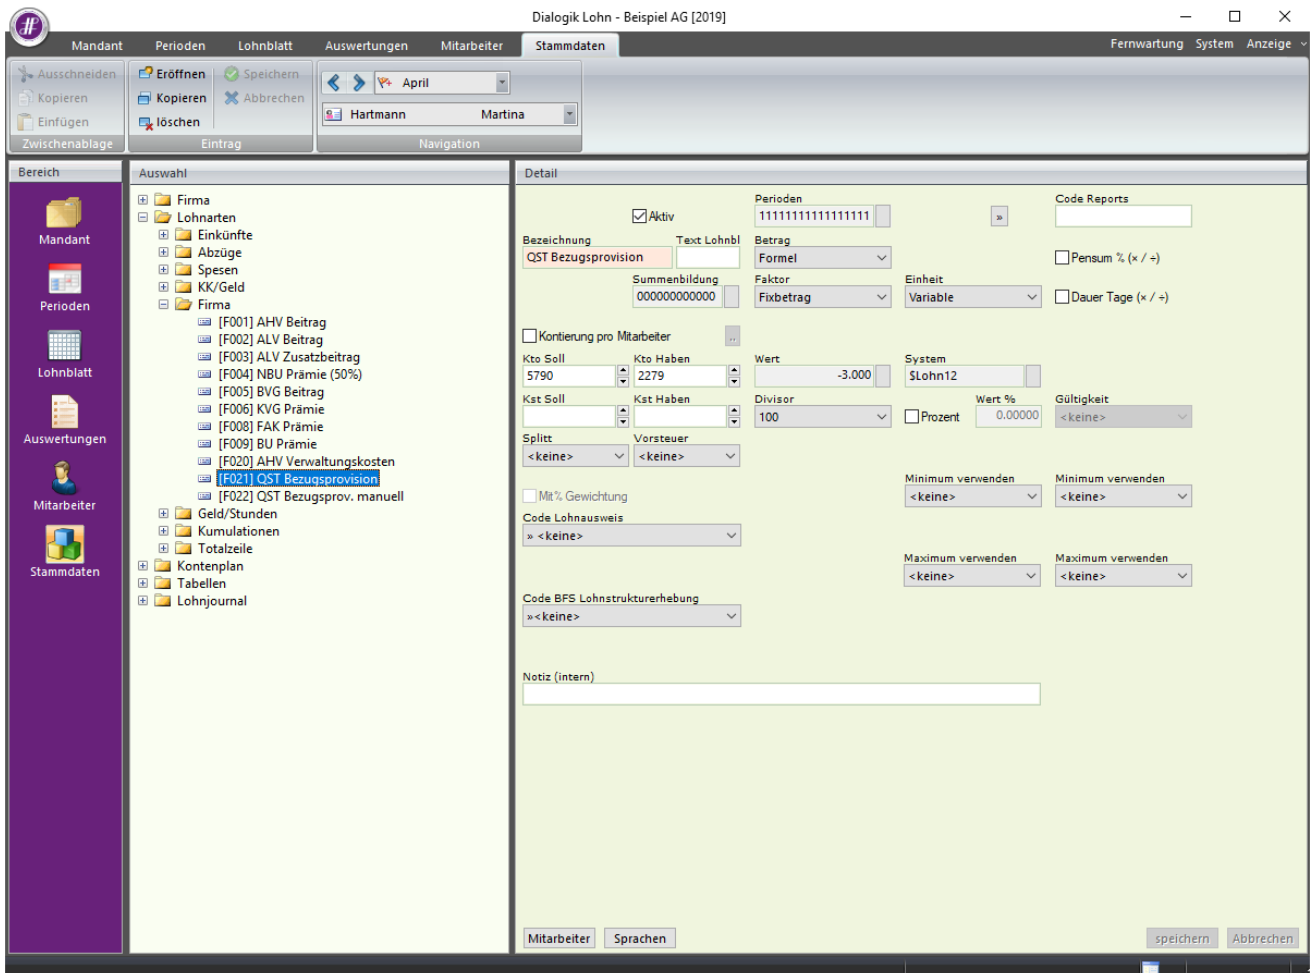 Dialogik Lohn - Beispiel AG [2019]
Mandant Perioden Lohnblatt Auswertungen Mitarbeiter Stammdaten Fernwartung System Anzeige
Ausschneiden Eröffnen Speichern April
Kopieren Kopieren Abbrechen
Einfügen löschen Hartmann Martina
Zwischenablage Eintrag Navigation
Bereich
Mandant
Perioden
Lohnblatt
Auswertungen
Mitarbeiter
Stammdaten
Auswahl
Firma
Lohnarten
Einkünfte
Abzüge
Spesen
KK/Geld
Firma
[F001] AHV Beitrag
[F002] ALV Beitrag
[F003] ALV Zusatzbeitrag
[F004] NBU Prämie (50%)
[F005] BVG Beitrag
[F006] KVG Prämie
[F008] FAK Prämie
[F009] BU Prämie
[F020] AHV Verwaltungskosten
[F021] QST Bezugsprovision
[F022] QST Bezugsprov. manuell
Geld/Stunden
Kumulationen
Totalzeile
Kontenplan
Tabellen
Lohnjournal
Detail
Perioden Code Reports
Aktiv 11111111111111111 »
Bezeichnung Text Lohnbl Betrag
QST Bezugsprovision Formel Pensum % (× / ÷)
Summenbildung Faktor Einheit
000000000000 Fixbetrag Variable Dauer Tage (× / ÷)
Kontierung pro Mitarbeiter ..
Kto Soll Kto Haben Wert System
5790 2279 -3.000 $Lohn12
Kst Soll Kst Haben Divisor Wert % Gültigkeit
100 Prozent 0.00000 <keine>
Splitt Vorsteuer
<keine> <keine>
Minimum verwenden Minimum verwenden
Mit% Gewichtung <keine> <keine>
Code Lohnausweis
» <keine>
Maximum verwenden Maximum verwenden
<keine> <keine>
Code BFS Lohnstrukturerhebung
»<keine>
Notiz (intern)
Mitarbeiter Sprachen speichern Abbrechen